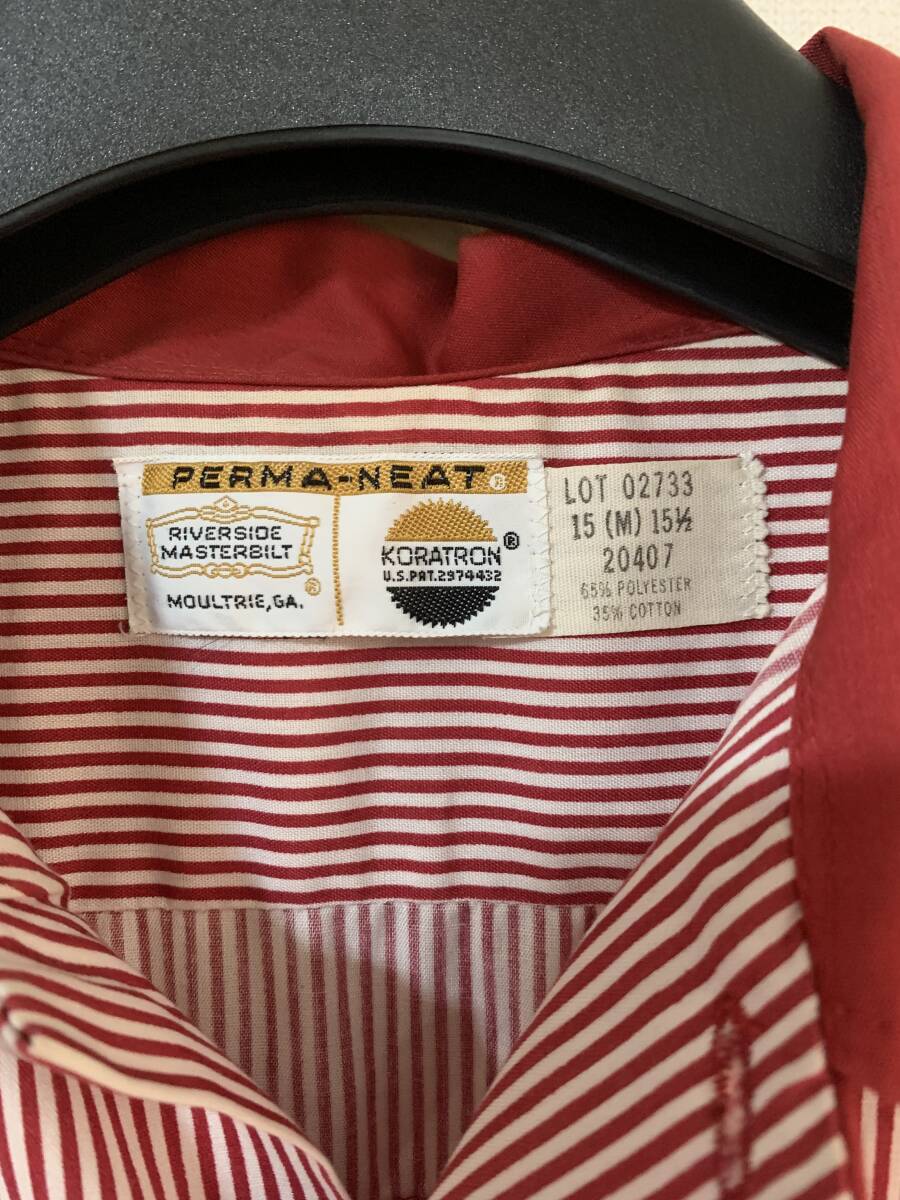 PERMA-NEAT ®
RIVERSIDE
MASTERBILT
®
MOULTRIE, GA.
KORATRON ®
U.S. PAT. 2974432
LOT 02733
15 (M) 15½
20407
65% POLYESTER
35% COTTON